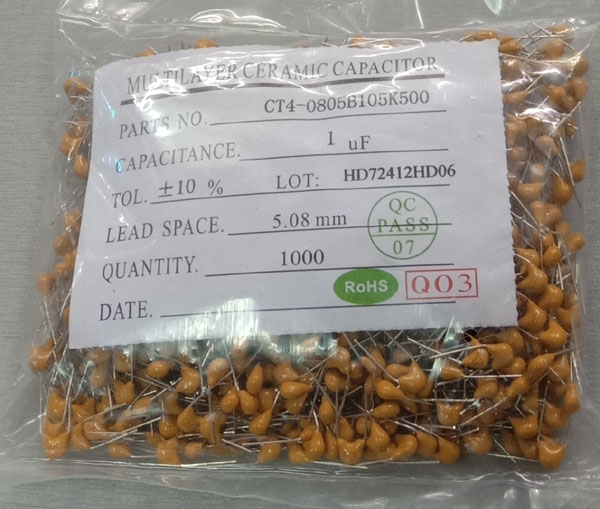 MULTILAYER CERAMIC CAPACITOR
PARTS NO. CT4-0805B105K500
CAPACITANCE. 1 uF
TOL. ±10 % LOT: HD72412HD06
LEAD SPACE. 5.08 mm
QUANTITY. 1000
DATE.
QC
PASS
07
RoHS
Q03